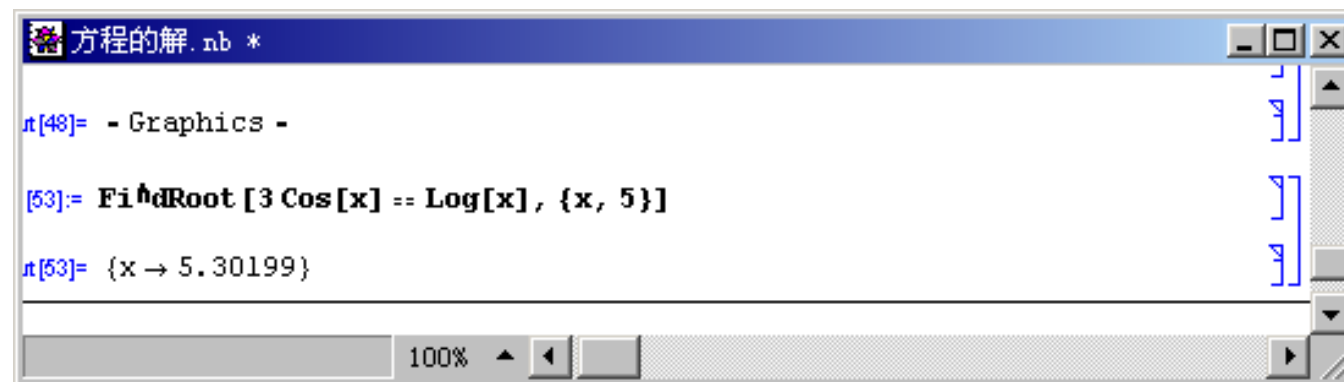 方程的解.nb *
ut[48]= - Graphics -
[53]:= FindRoot[3 Cos[x] == Log[x], {x, 5}]
ut[53]= {x → 5.30199}
100%